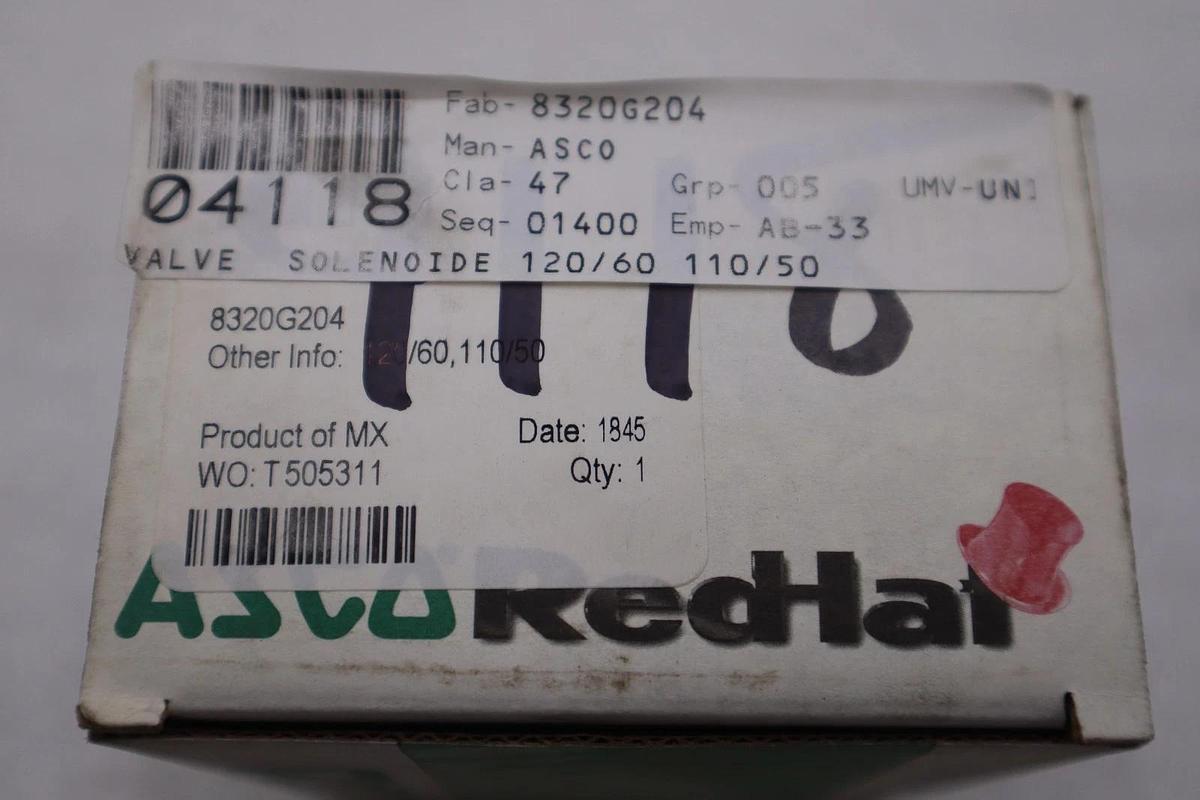 Fab- 8320G204
Man- ASCO
Cla- 47 Grp- 005 UMV-UN1
04118
Seq- 01400 Emp- AB-33
VALVE SOLENOIDE 120/60 110/50
8320G204
Other Info: 120/60,110/50
Product of MX Date: 1845
WO: T505311 Qty: 1
ASCO RedHat